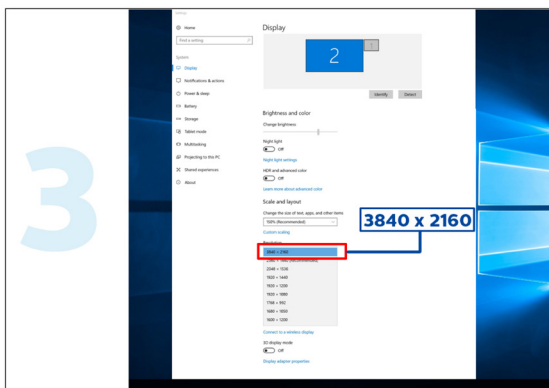 3
Settings
Home
Find a setting
System
Display
Notifications & actions
Power & sleep
Battery
Storage
Tablet mode
Multitasking
Projecting to this PC
Shared experiences
About
Display
2
1
Identify
Detect
Brightness and color
Change brightness
Night light
Off
Night light settings
HDR and advanced color
Off
Learn more about advanced color
Scale and layout
Change the size of text, apps, and other items
100% (Recommended)
Custom scaling
Resolution
3840 × 2160
2048 × 1536
1920 × 1440
1920 × 1200
1920 × 1080
1768 × 992
1680 × 1050
1600 × 1200
Connect to a wireless display
3D display mode
Off
Display adapter properties
3840 x 2160